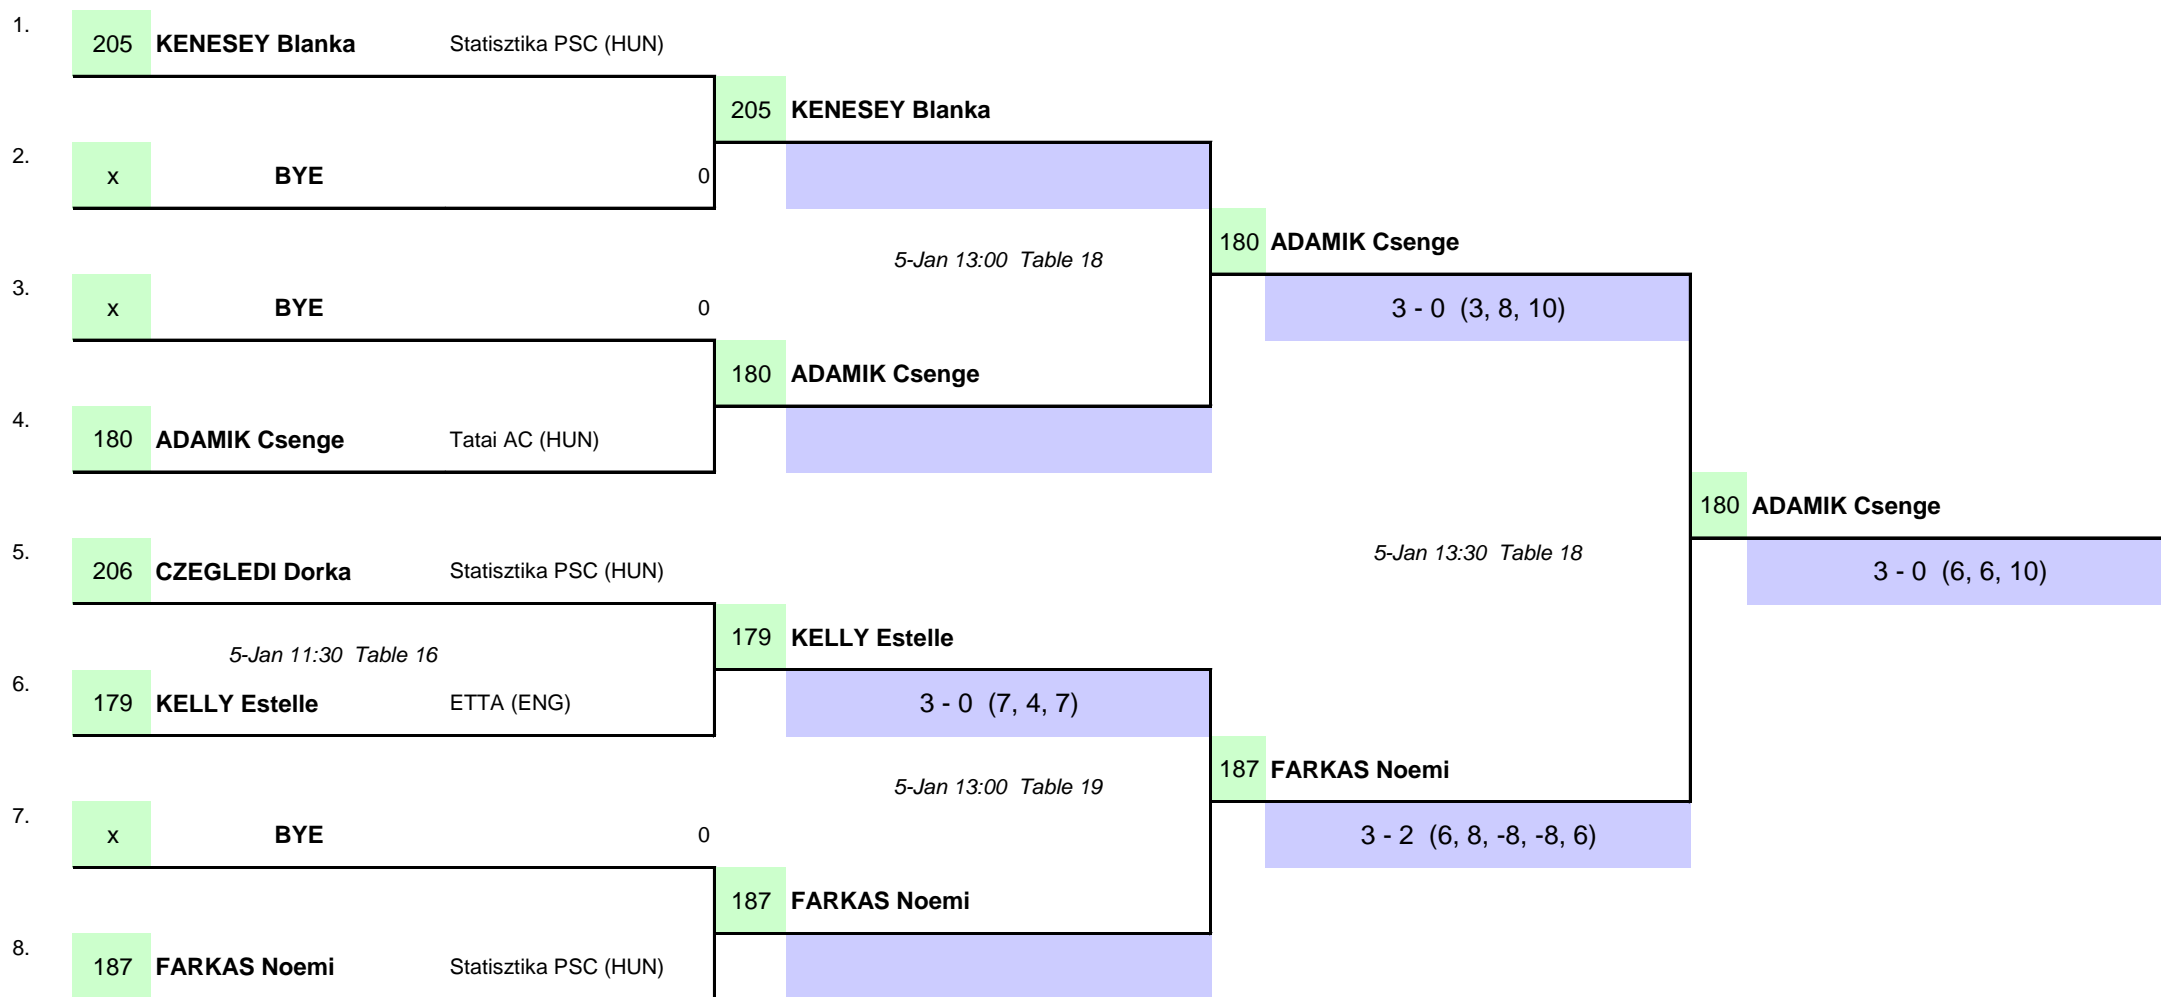 1.
205 KENESEY Blanka Statisztika PSC (HUN)
205 KENESEY Blanka
2.
x BYE 0
180 ADAMIK Csenge
5-Jan 13:00 Table 18
3.
x BYE 0
3 - 0 (3, 8, 10)
180 ADAMIK Csenge
4.
180 ADAMIK Csenge Tatai AC (HUN)
180 ADAMIK Csenge
5.
206 CZEGLEDI Dorka Statisztika PSC (HUN)
5-Jan 13:30 Table 18
3 - 0 (6, 6, 10)
179 KELLY Estelle
5-Jan 11:30 Table 16
6.
179 KELLY Estelle ETTA (ENG)
3 - 0 (7, 4, 7)
187 FARKAS Noemi
5-Jan 13:00 Table 19
7.
x BYE 0
3 - 2 (6, 8, -8, -8, 6)
187 FARKAS Noemi
8.
187 FARKAS Noemi Statisztika PSC (HUN)